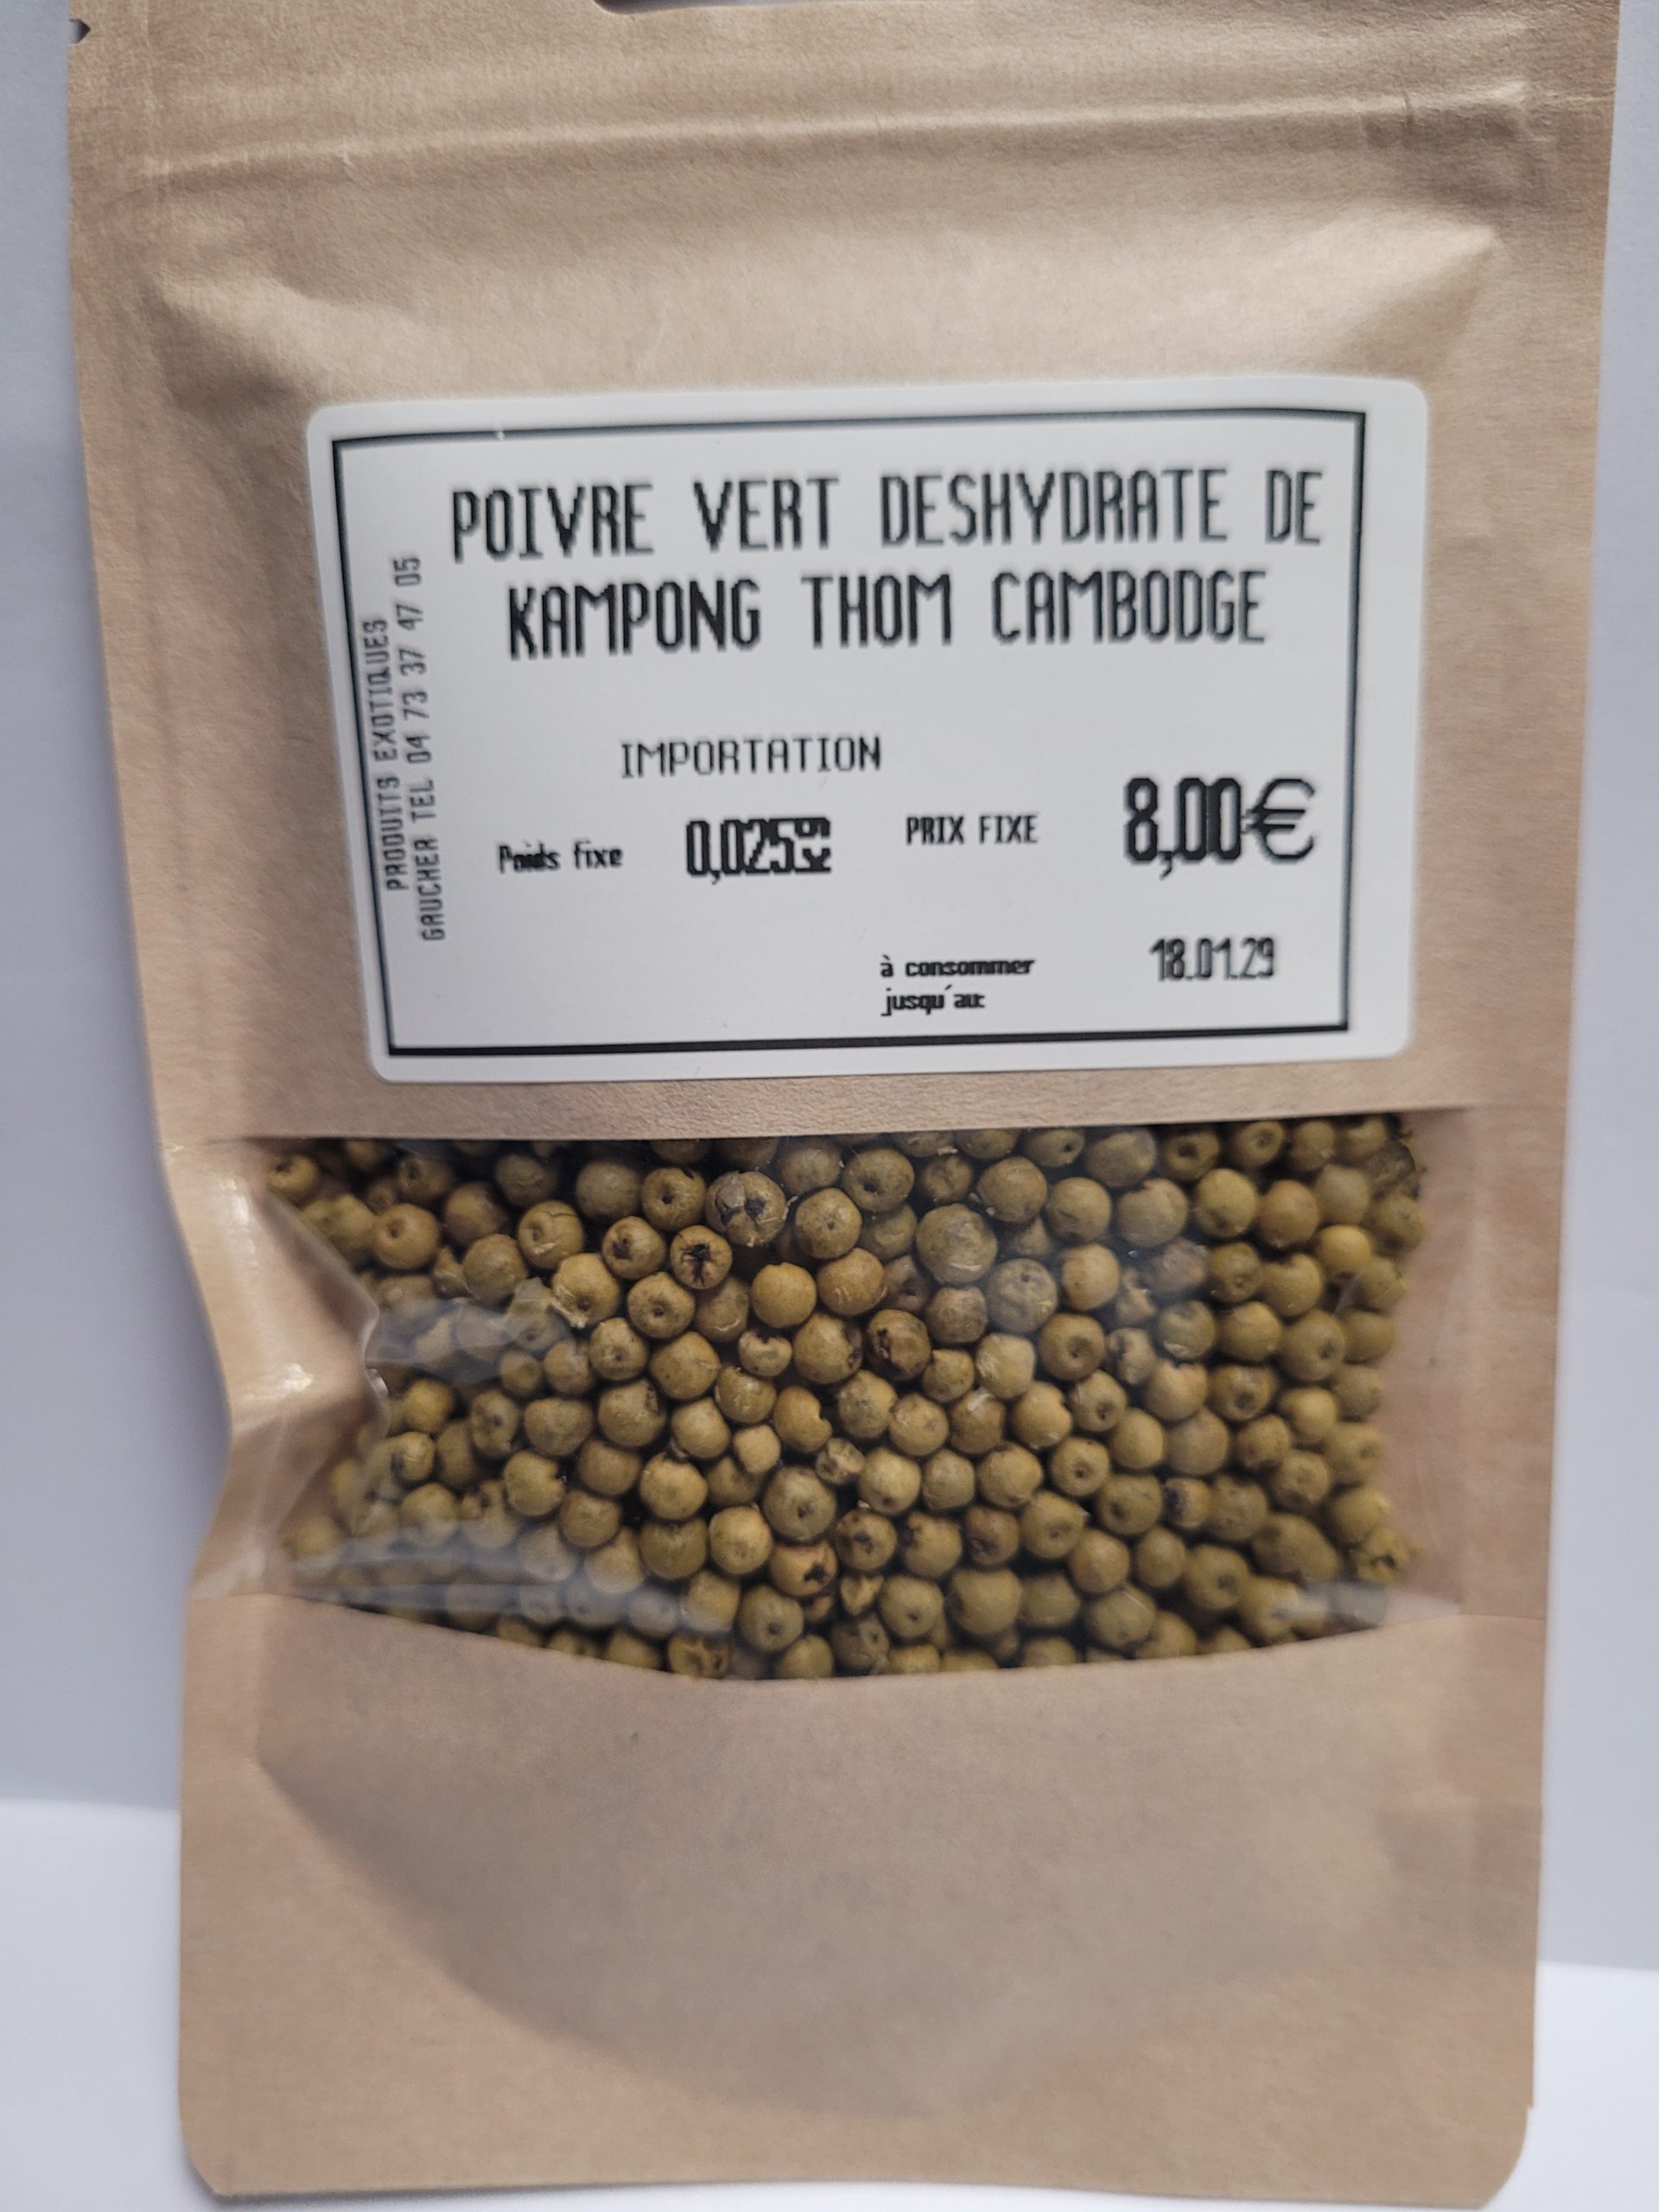 POIVRE VERT DESHYDRATE DE
KAMPONG THOM CAMBODGE
PRODUITS EXOTIQUES
GAUCHER TEL 04 73 37 47 05
IMPORTATION
Poids fixe 0,025kg PRIX FIXE 8,00€
à consommer 18.01.29
jusqu'au: